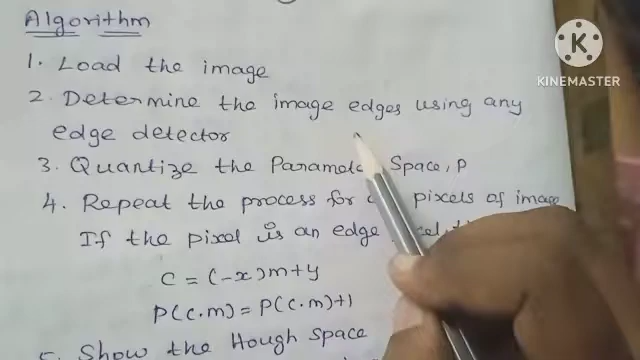 Algorithm
1. Load the image
2. Determine the image edges using any
edge detector
3. Quantize the Space, P
4. Repeat the process for pixels of image
If the pixel is an edge
C = (-x)m+y
P(C.m) = P(C.m)+1
5. Show the Hough Space
KINEMASTER